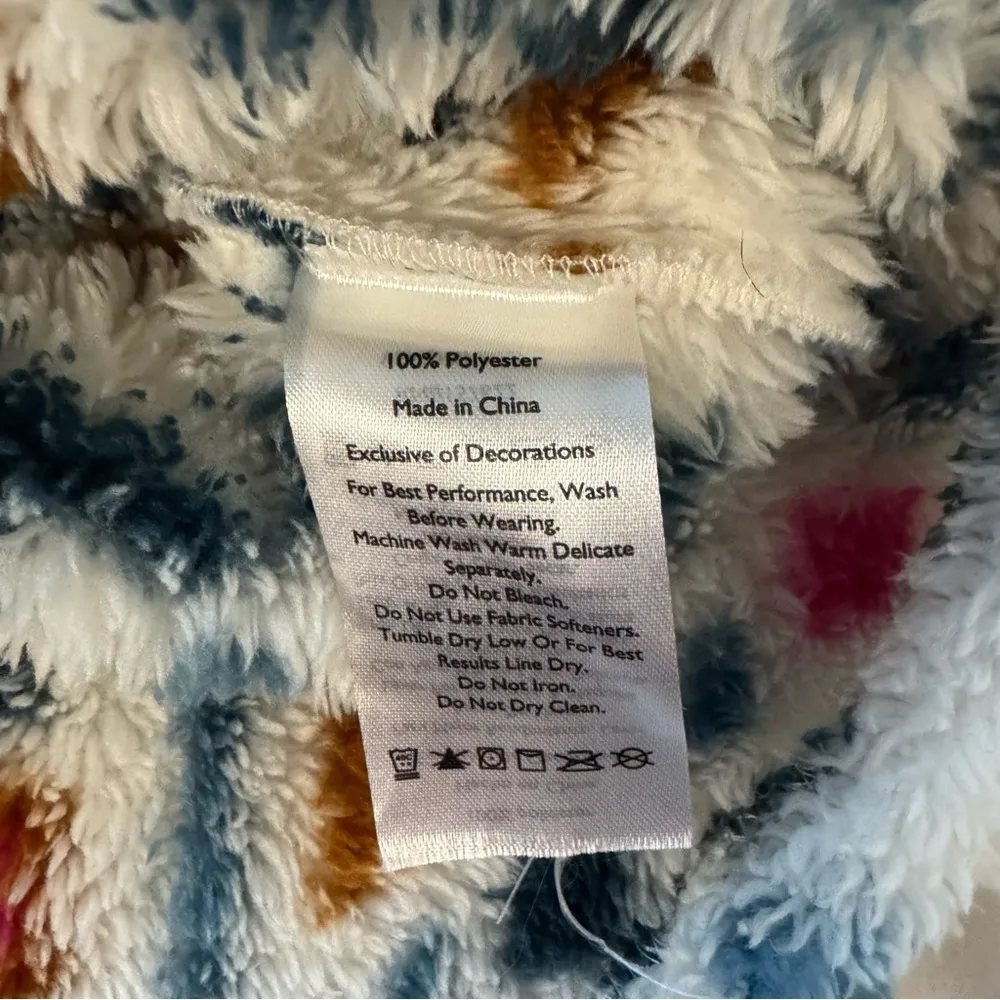 100% Polyester
Made in China
Exclusive of Decorations
For Best Performance, Wash
Before Wearing.
Machine Wash Warm Delicate
Separately.
Do Not Bleach.
Do Not Use Fabric Softeners.
Tumble Dry Low Or For Best
Results Line Dry.
Do Not Iron.
Do Not Dry Clean.